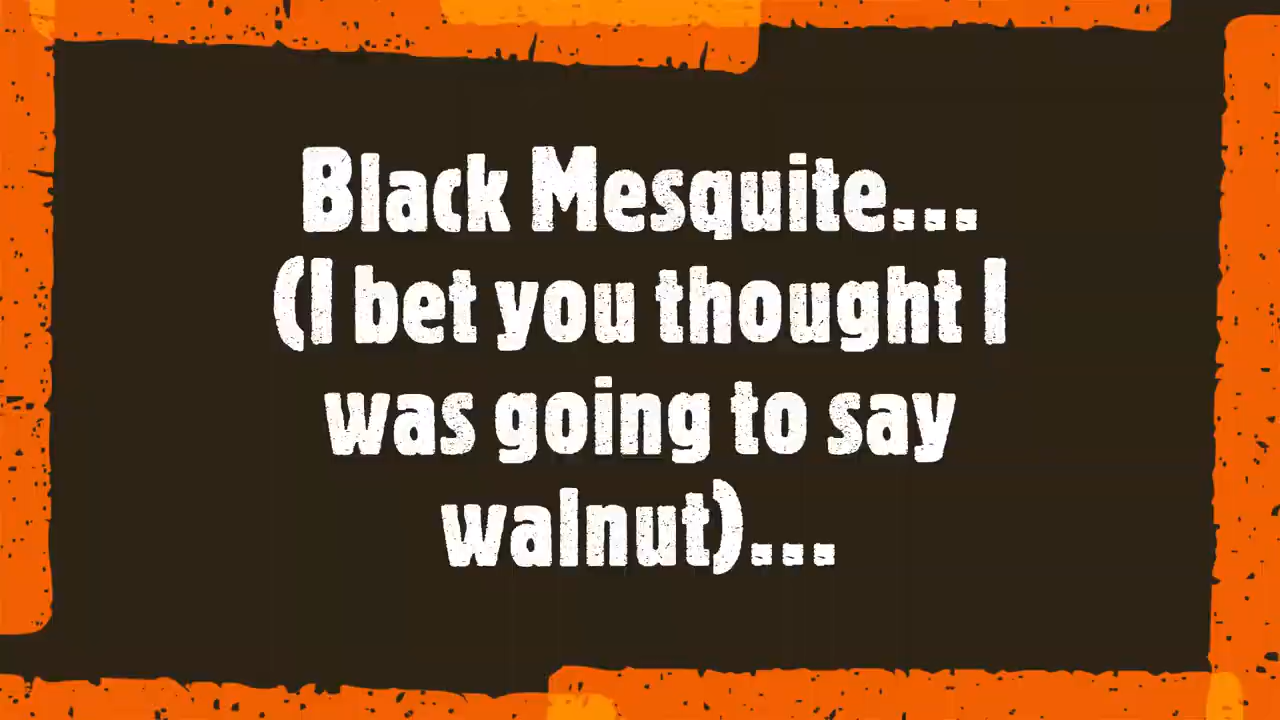 Black Mesquite...
(I bet you thought I
was going to say
walnut)...